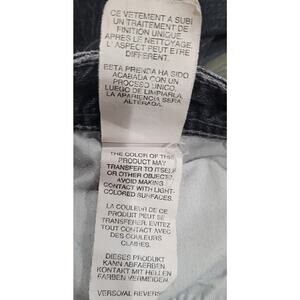 CE VETEMENT A SUBI
UN TRAITEMENT DE
FINITION UNIQUE
APRÈS LE NETTOYAGE.
L'ASPECT PEUT ÊTRE
DIFFERENT.
ESTA PRENDA HA SIDO
ACABADA CON UN
PROCESO UNICO.
LUEGO DE LIMPIARLA,
LA APARIENCIA SERA
ALTERADA.
THE COLOR OF THIS
PRODUCT MAY
TRANSFER TO ITSELF
OR OTHER OBJECTS.
AVOID MAKING
CONTACT WITH LIGHT-
COLORED SURFACES.
LA COULEUR DE CE
PRODUIT PEUT SE
TRANSFÉRER. EVITEZ
TOUT CONTACT AVEC
DES COULEURS
CLAIRES.
DIESES PRODUKT
KANN ABFAERBEN
KONTAKT MIT HELLEN
FARBEN VERMEIDEN.